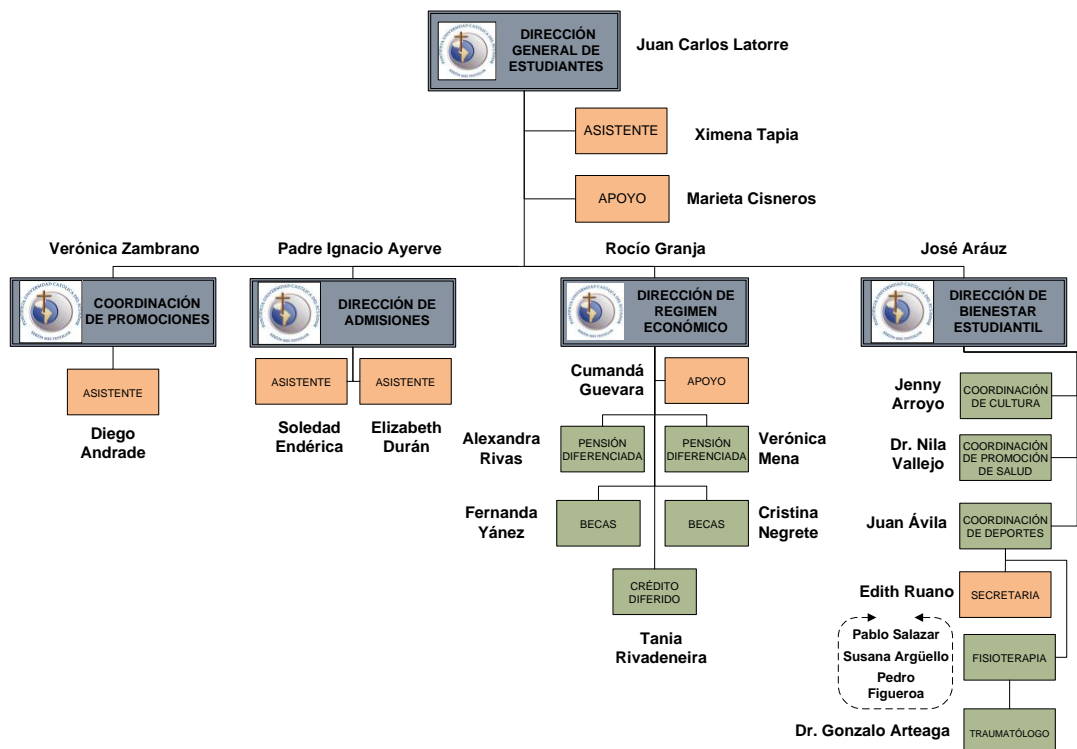 DIRECCIÓN
GENERAL DE
ESTUDIANTES
Juan Carlos Latorre
ASISTENTE
Ximena Tapia
APOYO
Marieta Cisneros
Verónica Zambrano
Padre Ignacio Ayerve
Rocío Granja
José Aráuz
COORDINACIÓN
DE PROMOCIONES
DIRECCIÓN DE
ADMISIONES
DIRECCIÓN DE
REGIMEN
ECONÓMICO
DIRECCIÓN DE
BIENESTAR
ESTUDIANTIL
ASISTENTE
Diego
Andrade
ASISTENTE
ASISTENTE
Soledad
Endérica
Elizabeth
Durán
Cumandá
Guevara
APOYO
Alexandra
Rivas
PENSIÓN
DIFERENCIADA
PENSIÓN
DIFERENCIADA
Verónica
Mena
Fernanda
Yánez
BECAS
BECAS
Cristina
Negrete
CRÉDITO
DIFERIDO
Tania
Rivadeneira
Jenny
Arroyo
COORDINACIÓN
DE CULTURA
Dr. Nila
Vallejo
COORDINACIÓN
DE PROMOCIÓN
DE SALUD
Juan Ávila
COORDINACIÓN
DE DEPORTES
Edith Ruano
SECRETARIA
Pablo Salazar
Susana Argüello
Pedro
Figueroa
FISIOTERAPIA
Dr. Gonzalo Arteaga
TRAUMATÓLOGO